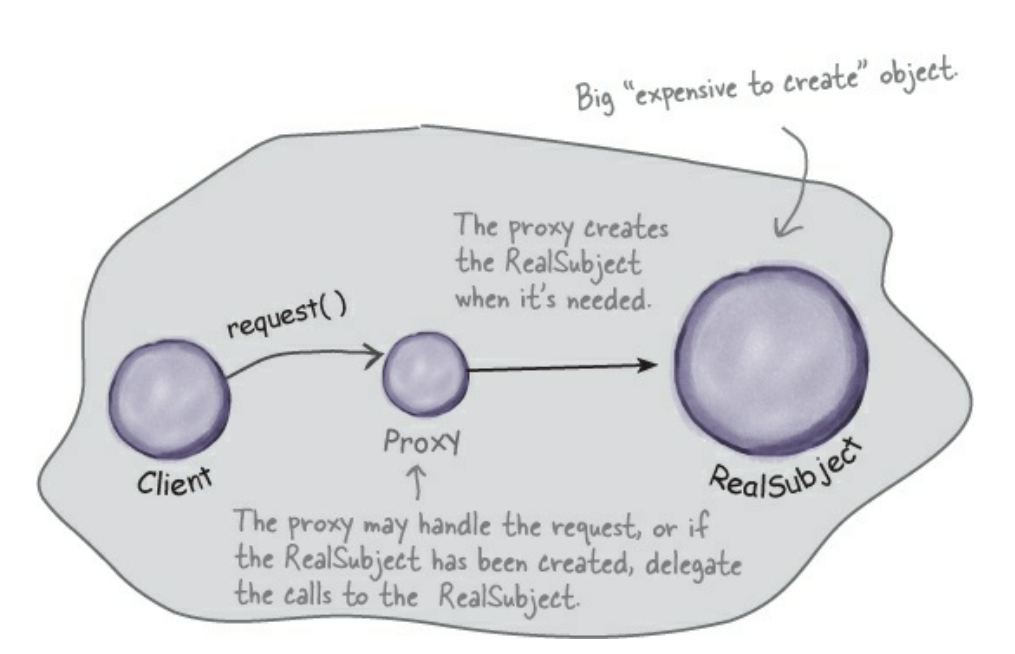 Big “expensive to create” object.
The proxy creates
the RealSubject
when it's needed.
request()
Client
Proxy
RealSubject
The proxy may handle the request, or if
the RealSubject has been created, delegate
the calls to the RealSubject.